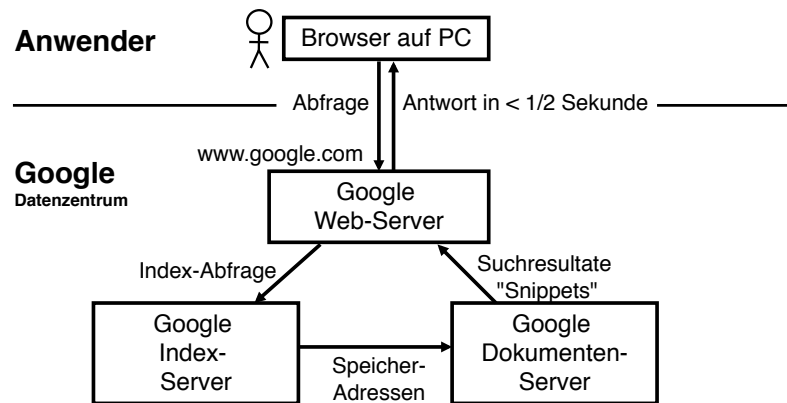 Anwender
Browser auf PC
Abfrage
Antwort in < 1/2 Sekunde
www.google.com
Google
Datenzentrum
Google
Web-Server
Index-Abfrage
Suchresultate
"Snippets"
Google
Index-
Server
Speicher-
Adressen
Google
Dokumenten-
Server